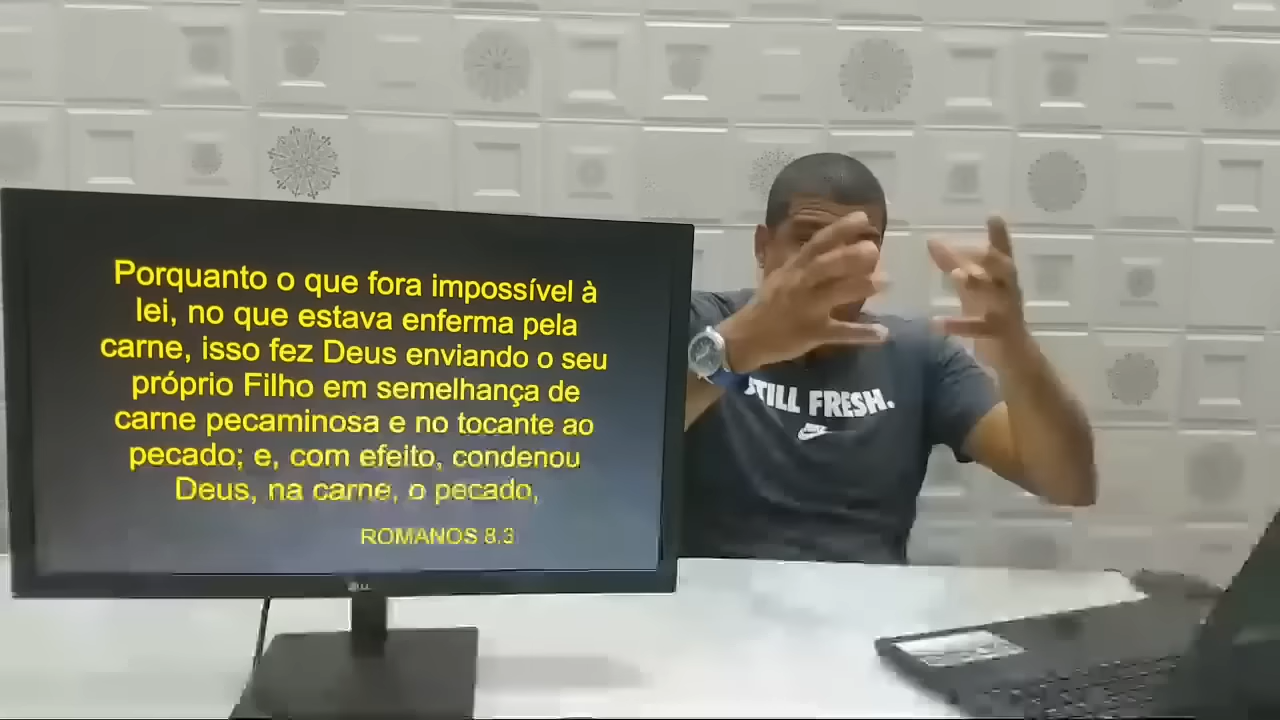 Porquanto o que fora impossível à
lei, no que estava enferma pela
carne, isso fez Deus enviando o seu
próprio Filho em semelhança de
carne pecaminosa e no tocante ao
pecado; e, com efeito, condenou
Deus, na carne, o pecado,
ROMANOS 8.3
STILL FRESH.